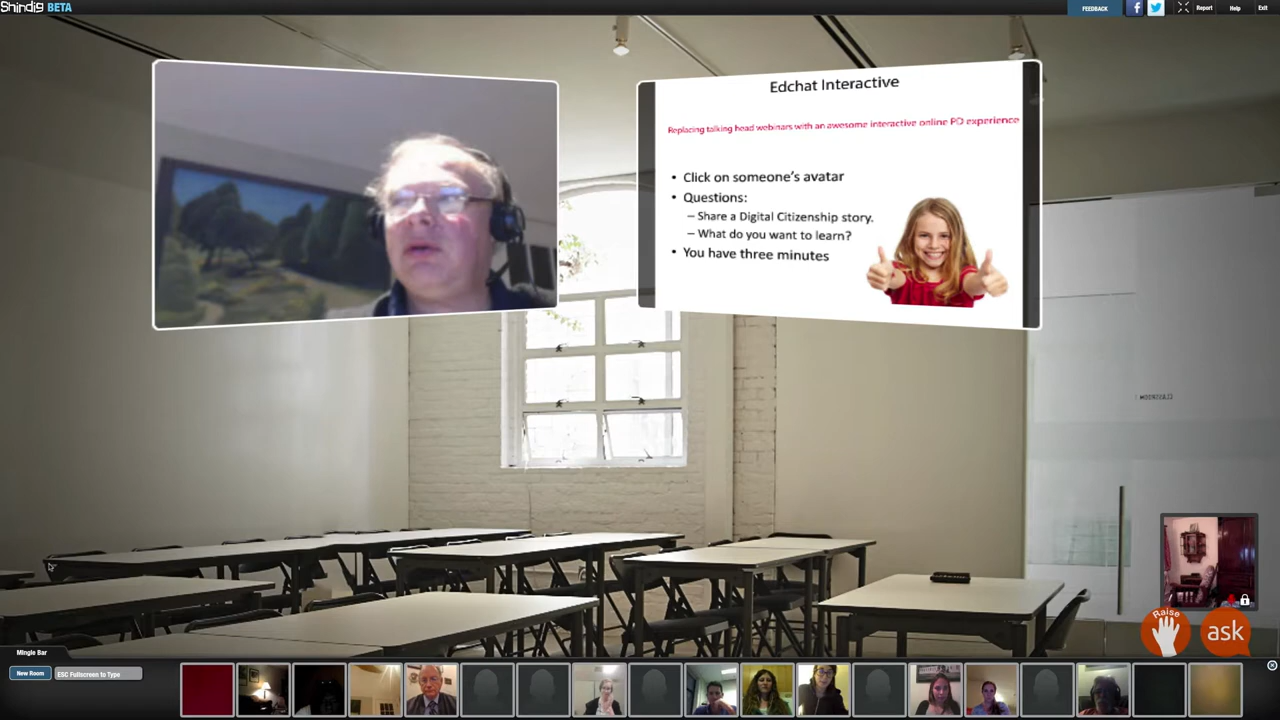 Shindig BETA
FEEDBACK
Report
Help
Exit
Edchat Interactive
Replacing talking head webinars with an awesome interactive online PD experience
• Click on someone's avatar
• Questions:
– Share a Digital Citizenship story.
– What do you want to learn?
• You have three minutes
Raise
ask
Mingle Bar
New Room
ESC Fullscreen to Type